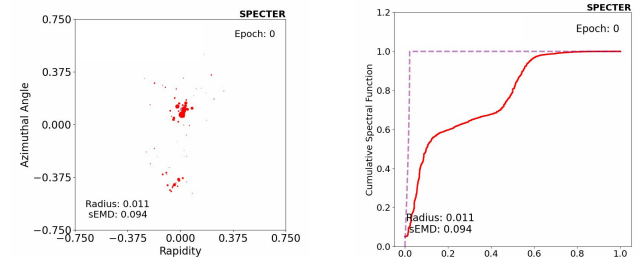 SPECTER
0.750
Epoch: 0
0.375
0.000
−0.375
−0.750
Azimuthal Angle
Radius: 0.011
sEMD: 0.094
−0.750 −0.375 0.000 0.375 0.750
Rapidity
SPECTER
1.2
Epoch: 0
1.0
0.8
0.6
0.4
0.2
0.0
Cumulative Spectral Function
Radius: 0.011
sEMD: 0.094
0.0 0.2 0.4 0.6 0.8 1.0